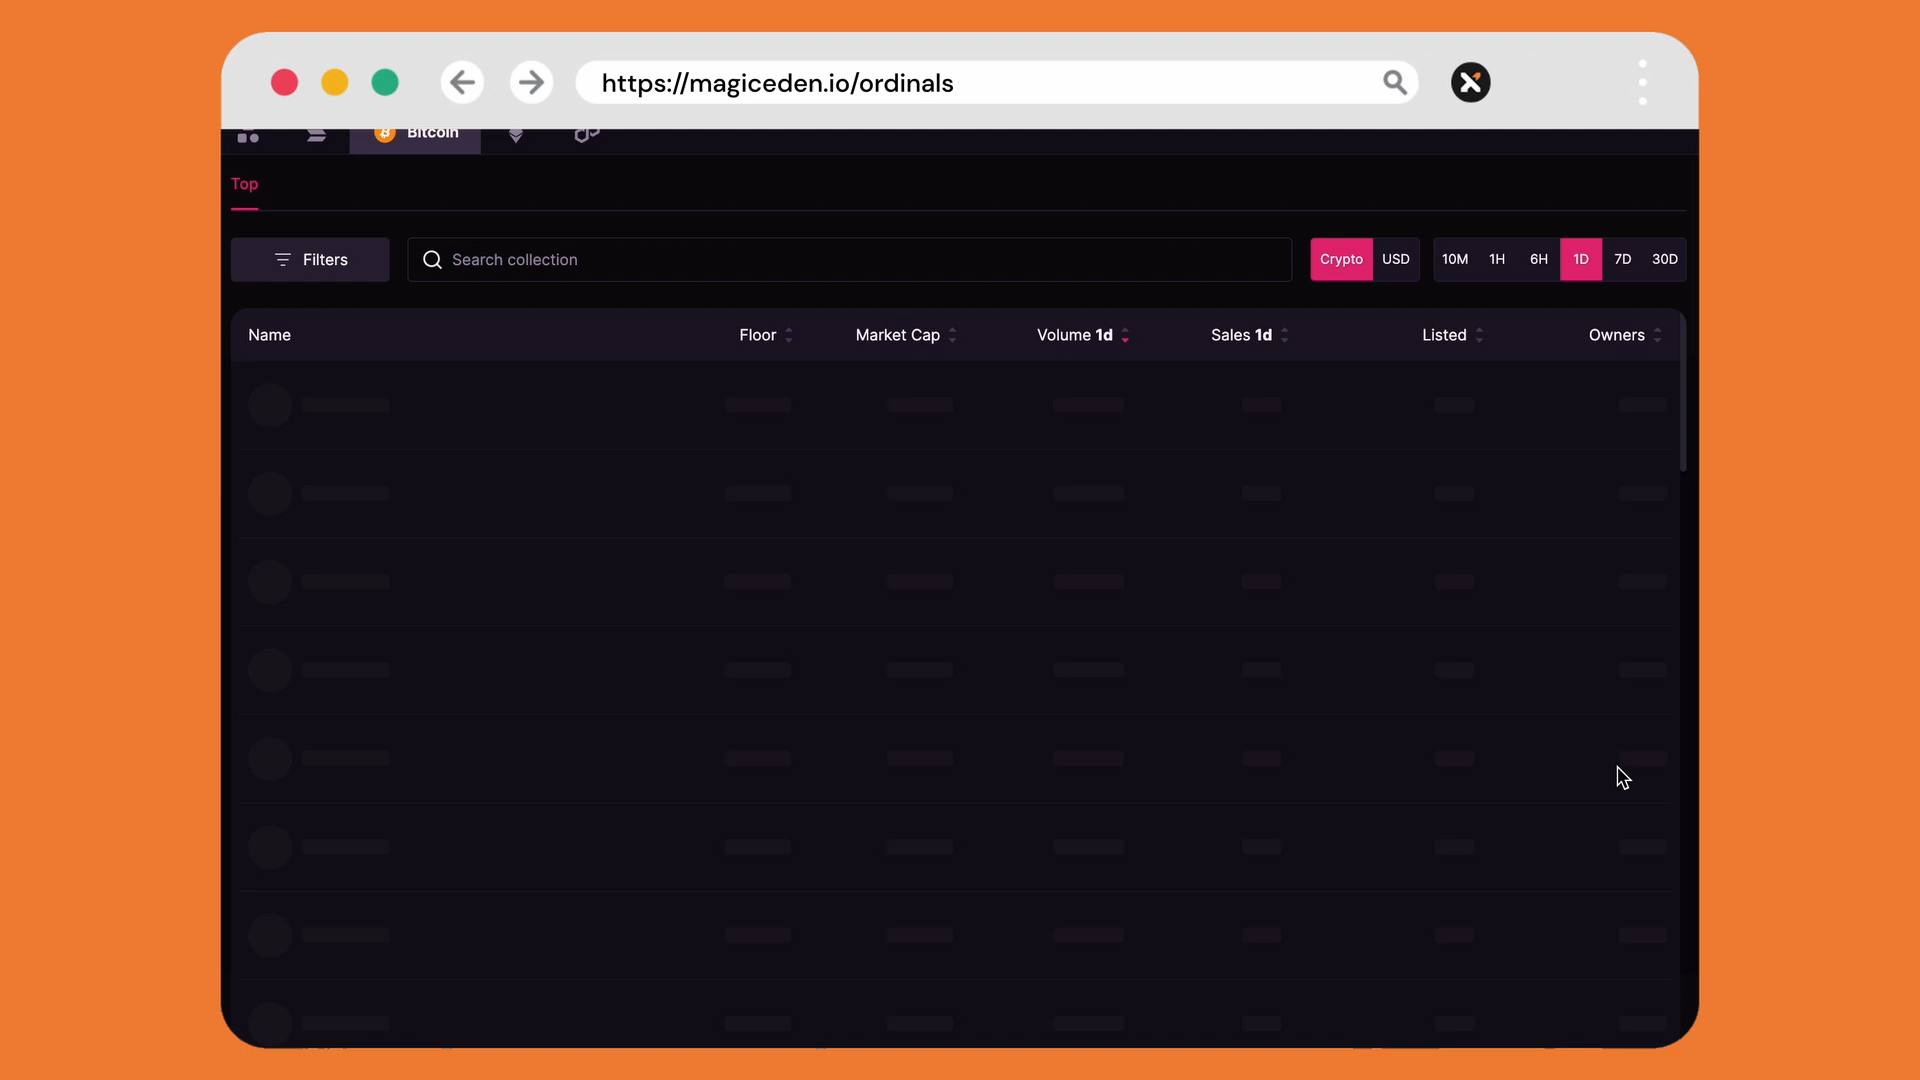 https://magiceden.io/ordinals
Bitcoin
Top
Filters
Search collection
Crypto USD
10M 1H 6H 1D 7D 30D
Name Floor Market Cap Volume 1d Sales 1d Listed Owners